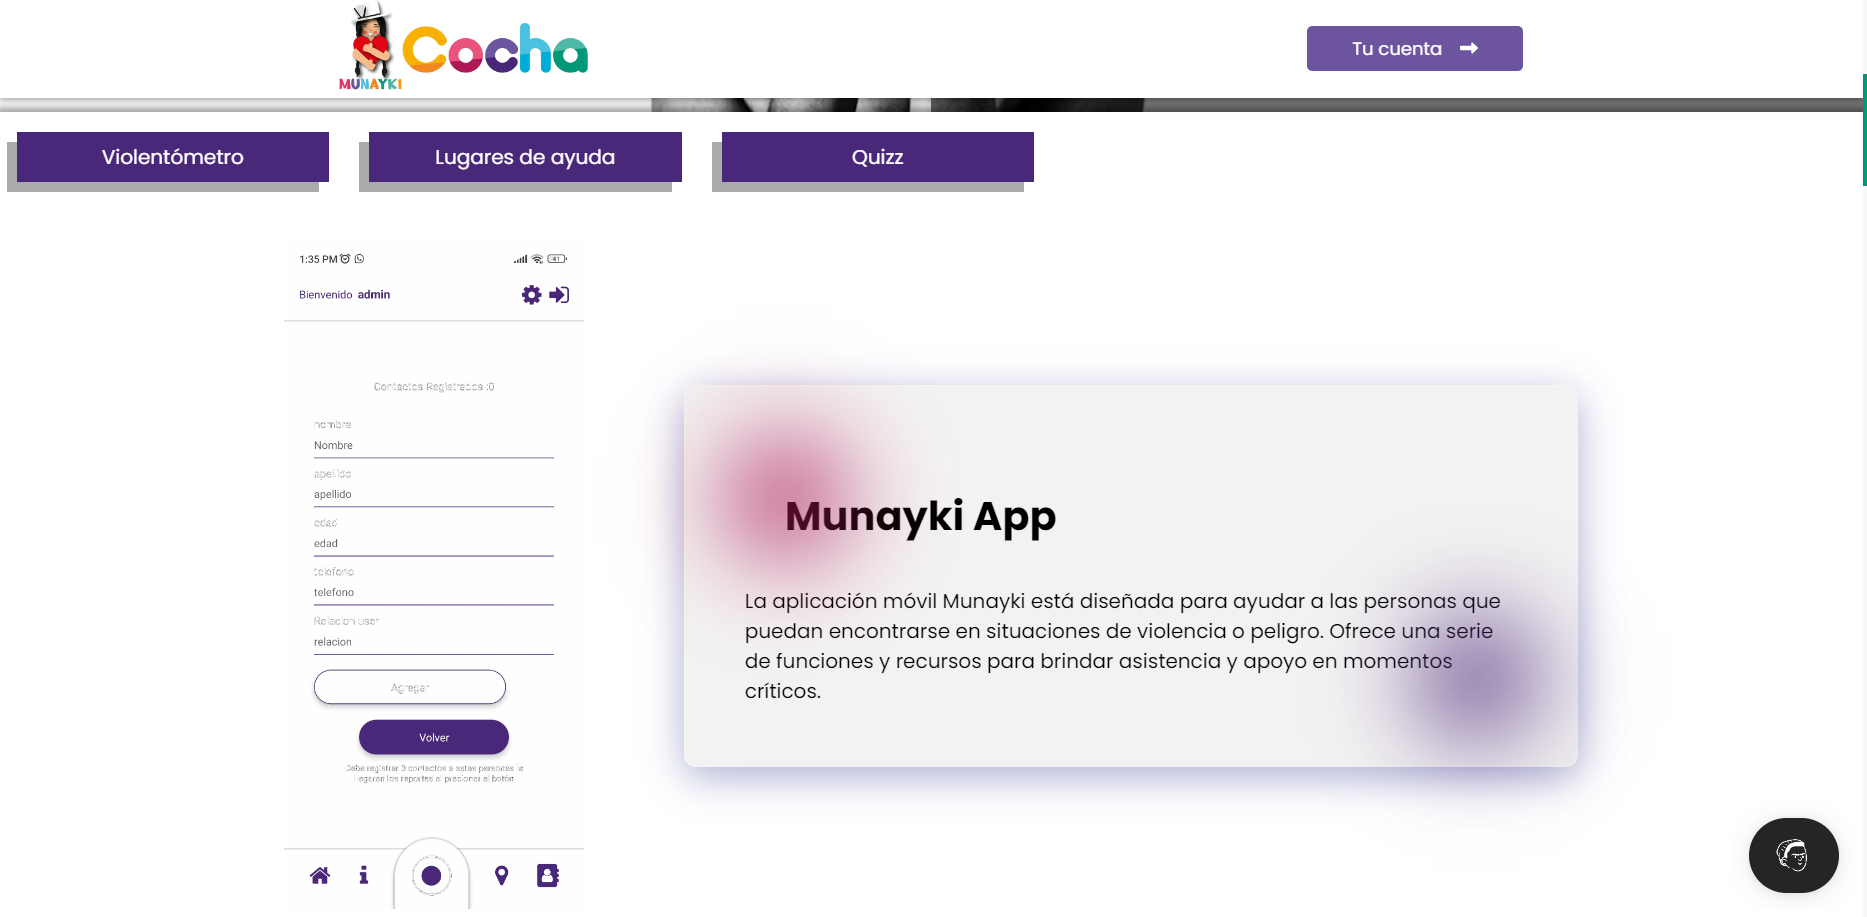 MUNAYKI
Cocha
Tu cuenta
Violentómetro
Lugares de ayuda
Quizz
1:35 PM
41
Bienvenido admin
Contactos Registrados :0
nombre
Nombre
apellido
apellido
edad
edad
telefono
telefono
Relacion user
relacion
Agregar
Volver
Debe registrar 3 contactos a estas personas le
llegaran los reportes al precionar el botón
Munayki App
La aplicación móvil Munayki está diseñada para ayudar a las personas que
puedan encontrarse en situaciones de violencia o peligro. Ofrece una serie
de funciones y recursos para brindar asistencia y apoyo en momentos
críticos.